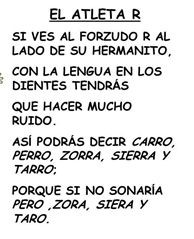 EL ATLETA R
SI VES AL FORZUDO R AL
LADO DE SU HERMANITO,
CON LA LENGUA EN LOS
DIENTES TENDRÁS
QUE HACER MUCHO
RUIDO.
ASÍ PODRÁS DECIR CARRO,
PERRO, ZORRA, SIERRA Y
TARRO;
PORQUE SI NO SONARÍA
PERO ,ZORA, SIERA Y
TARO.